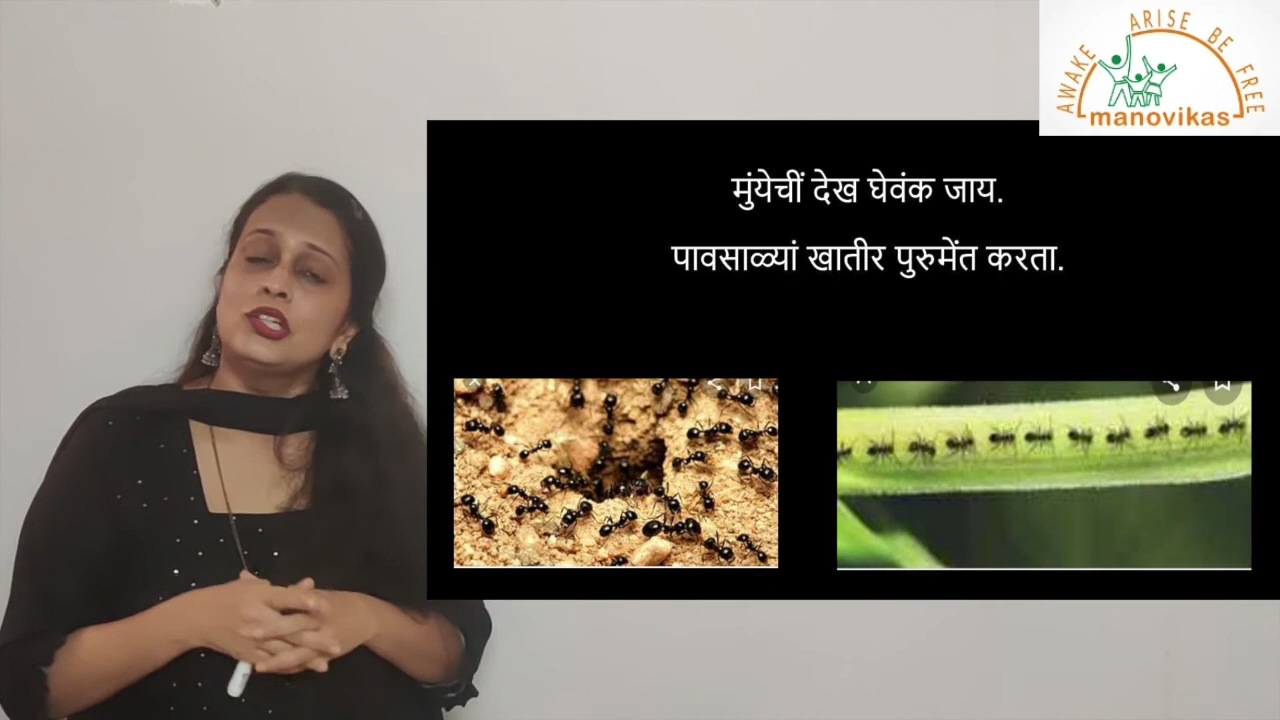 AWAKE ARISE BE FREE
manovikas
मुंयेचीं देख घेवंक जाय.
पावसाळ्यां खातीर पुरुमेंत करता.